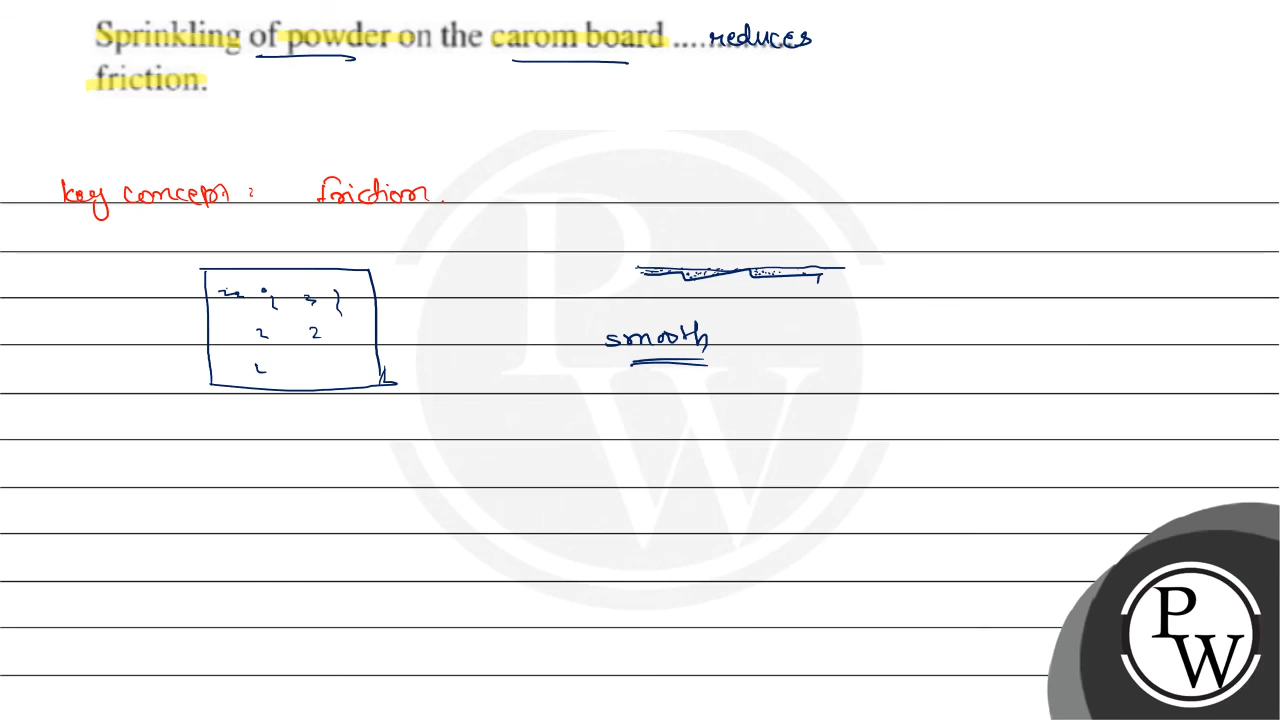 Sprinkling of powder on the carom board ................ reduces
friction.
key concept : friction.
smooth
P
W
P
W